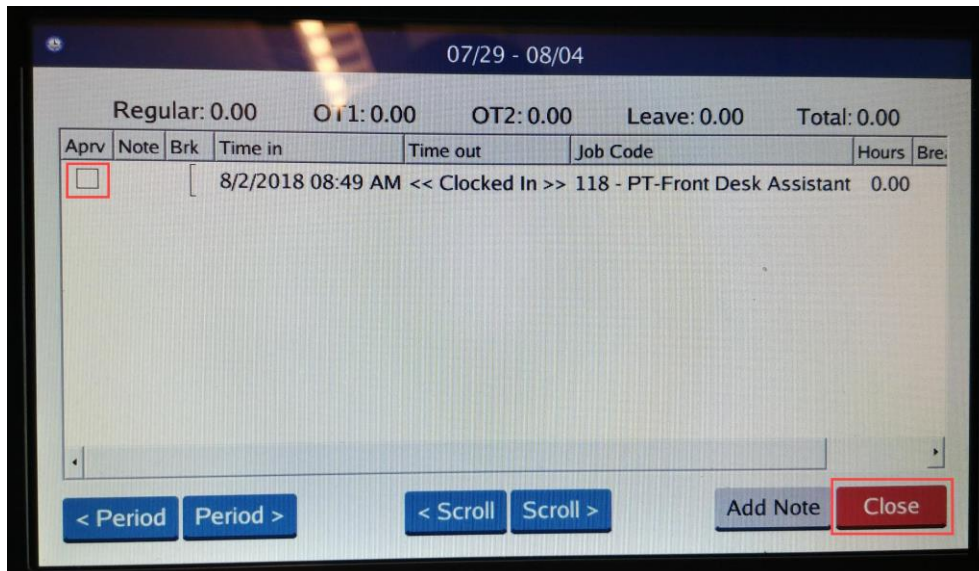 07/29 - 08/04
Regular: 0.00 OT1: 0.00 OT2: 0.00 Leave: 0.00 Total: 0.00
Aprv Note Brk Time in Time out Job Code Hours Brea
8/2/2018 08:49 AM << Clocked In >> 118 - PT-Front Desk Assistant 0.00
< Period Period > < Scroll Scroll > Add Note Close